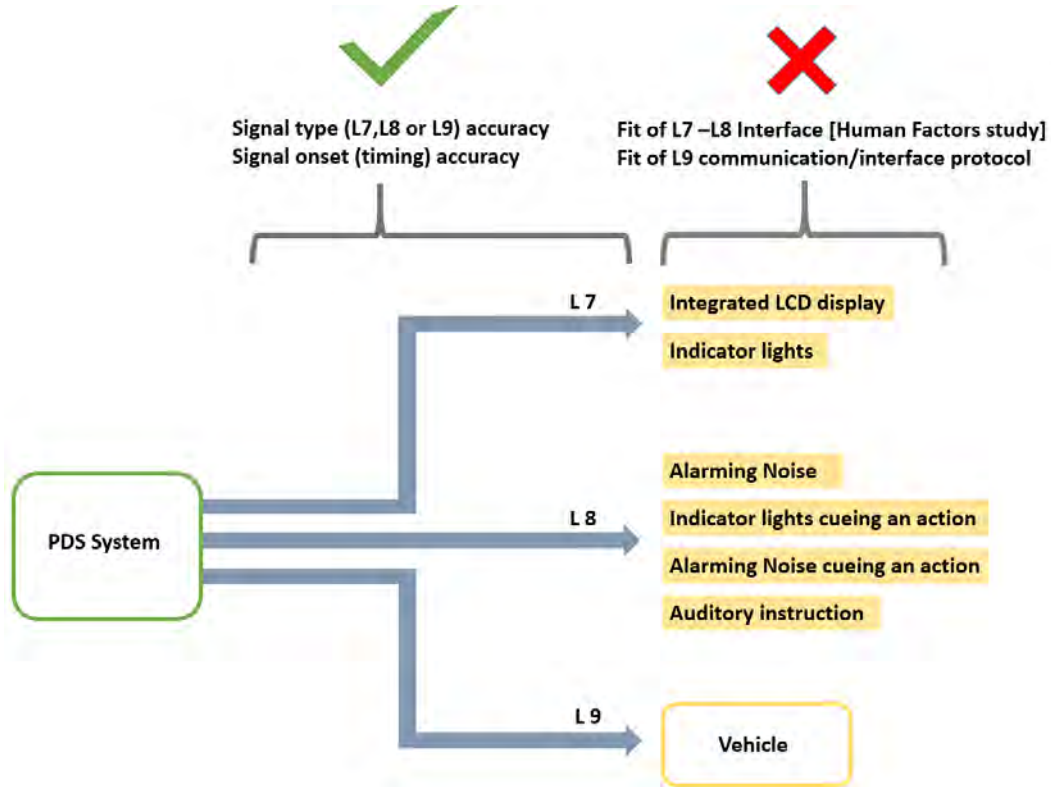 Signal type (L7,L8 or L9) accuracy
Signal onset (timing) accuracy
Fit of L7 –L8 Interface [Human Factors study]
Fit of L9 communication/interface protocol
L 7
Integrated LCD display
Indicator lights
PDS System
L 8
Alarming Noise
Indicator lights cueing an action
Alarming Noise cueing an action
Auditory instruction
L 9
Vehicle